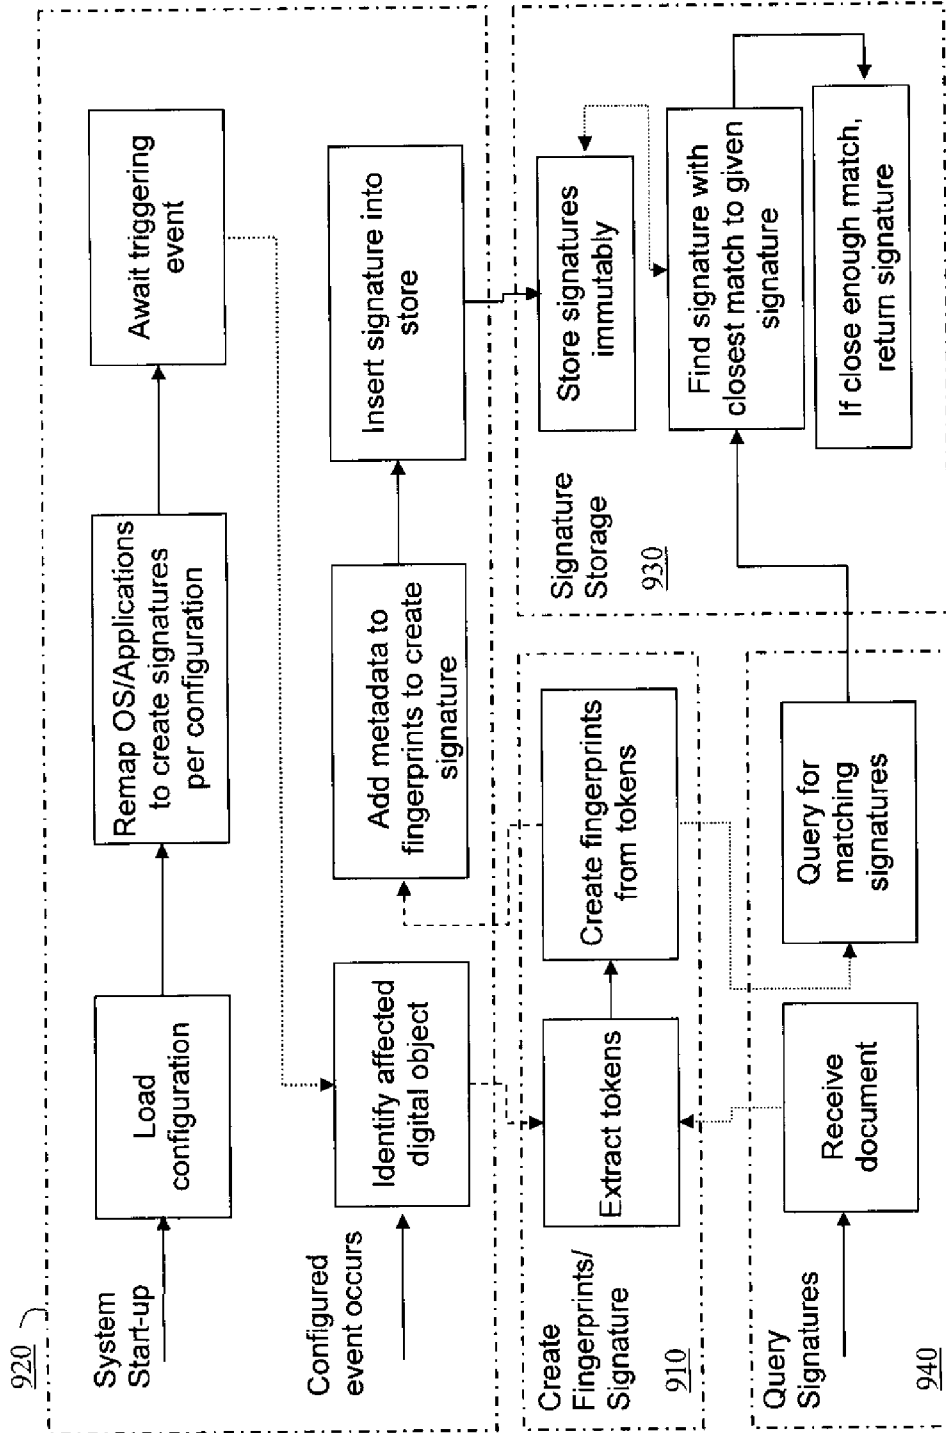 920
System
Start-up
Load
configuration
Remap OS/Applications
to create signatures
per configuration
Await triggering
event
Configured
event occurs
Identify affected
digital object
Add metadata to
fingerprints to create
signature
Insert signature into
store
Create
Fingerprints/
Signature
910
Extract tokens
Create fingerprints
from tokens
Signature
Storage
930
Store signatures
immutably
Find signature with
closest match to given
signature
If close enough match,
return signature
Query
Signatures
940
Receive
document
Query for
matching
signatures